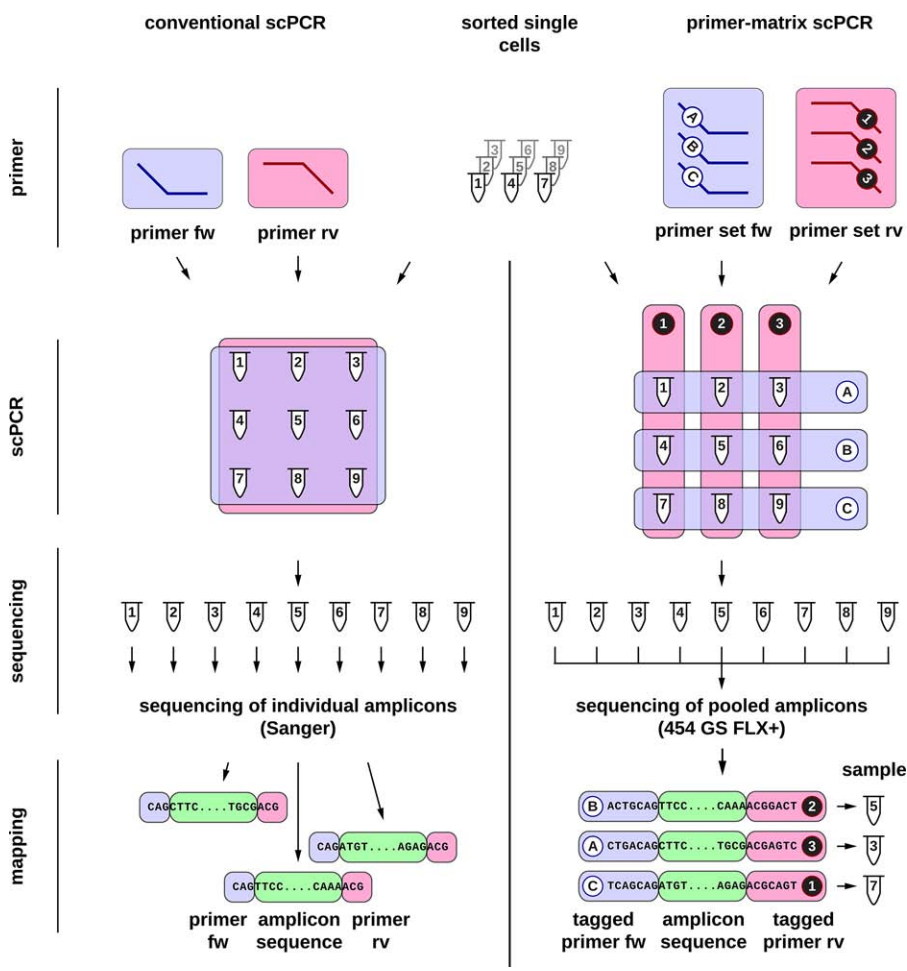 conventional scPCR
sorted single
cells
primer-matrix scPCR
primer
primer fw
primer rv
3 6 9
2 5 8
1 4 7
A
B
C
primer set fw
1
2
3
primer set rv
scPCR
1 2 3
4 5 6
7 8 9
1 2 3
1 2 3 A
4 5 6 B
7 8 9 C
sequencing
1 2 3 4 5 6 7 8 9
sequencing of individual amplicons
(Sanger)
1 2 3 4 5 6 7 8 9
sequencing of pooled amplicons
(454 GS FLX+)
mapping
CAGCTTC....TGCGACG
CAGATGT....AGAGACG
CAGTTCC....CAAAACG
primer
fw
amplicon
sequence
primer
rv
sample
B ACTGCAGTTCC....CAAAACGGACT 2 5
A CTGACAGCTTC....TGCGACGAGTC 3 3
C TCAGCAGATGT....AGAGACGCAGT 1 7
tagged
primer fw
amplicon
sequence
tagged
primer rv